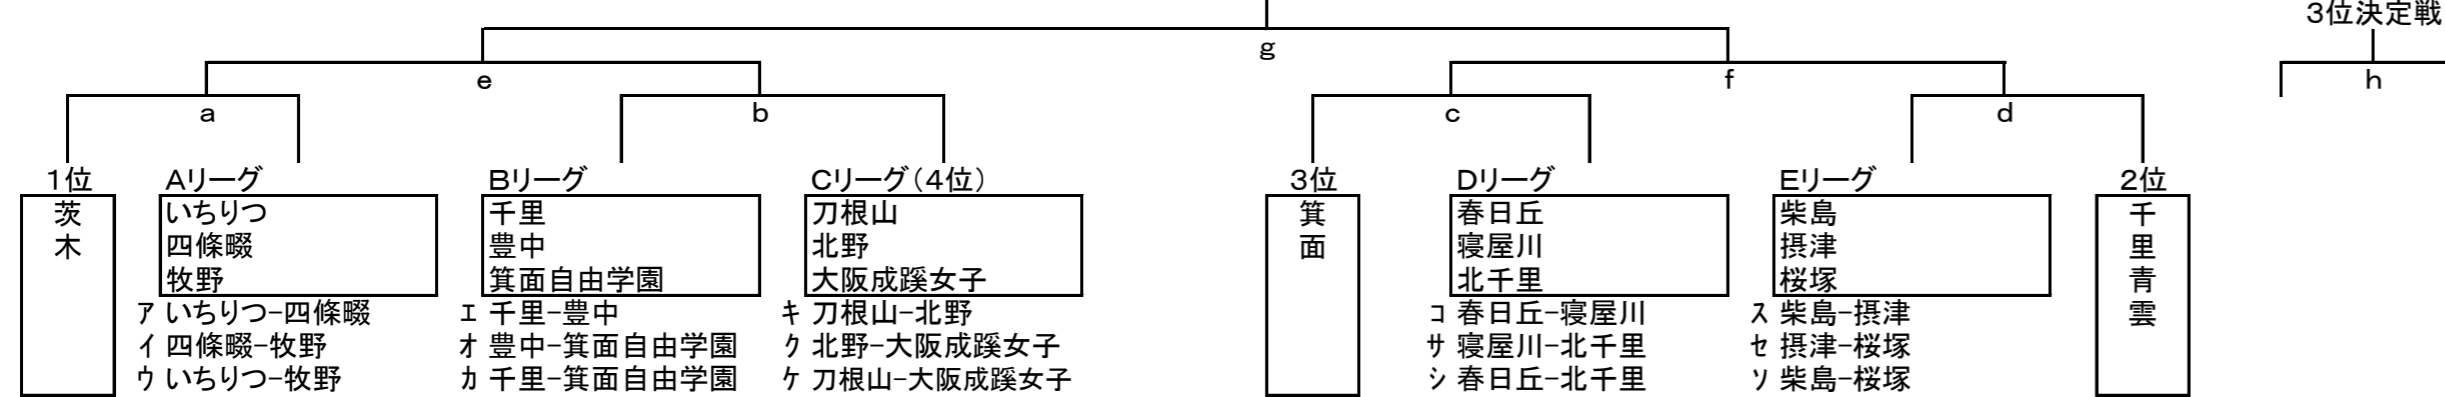 3位決定戦
g
e
f
h
a
b
c
d
1位
Aリーグ
Bリーグ
Cリーグ(4位)
3位
Dリーグ
Eリーグ
2位
茨木
いちりつ
四條畷
牧野
千里
豊中
箕面自由学園
刀根山
北野
大阪成蹊女子
箕面
春日丘
寝屋川
北千里
柴島
摂津
桜塚
千里青雲
ア いちりつ-四條畷
イ 四條畷-牧野
ウ いちりつ-牧野
エ 千里-豊中
オ 豊中-箕面自由学園
カ 千里-箕面自由学園
キ 刀根山-北野
ク 北野-大阪成蹊女子
ケ 刀根山-大阪成蹊女子
コ 春日丘-寝屋川
サ 寝屋川-北千里
シ 春日丘-北千里
ス 柴島-摂津
セ 摂津-桜塚
ソ 柴島-桜塚